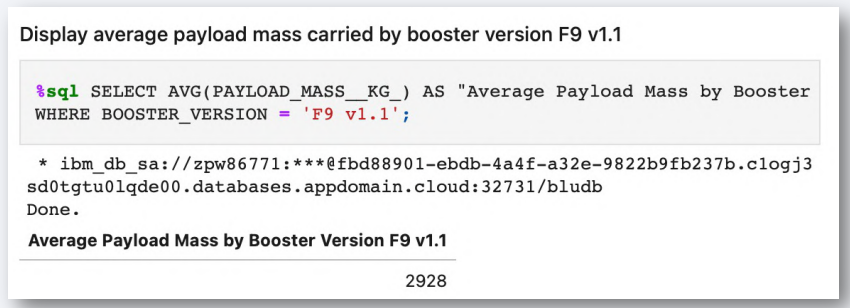 Display average payload mass carried by booster version F9 v1.1
%sql SELECT AVG(PAYLOAD_MASS__KG_) AS "Average Payload Mass by Booster
WHERE BOOSTER_VERSION = 'F9 v1.1';
* ibm_db_sa://zpw86771:***@fbd88901-ebdb-4a4f-a32e-9822b9fb237b.c1ogj3
sd0tgtu0lqde00.databases.appdomain.cloud:32731/bludb
Done.
Average Payload Mass by Booster Version F9 v1.1
2928